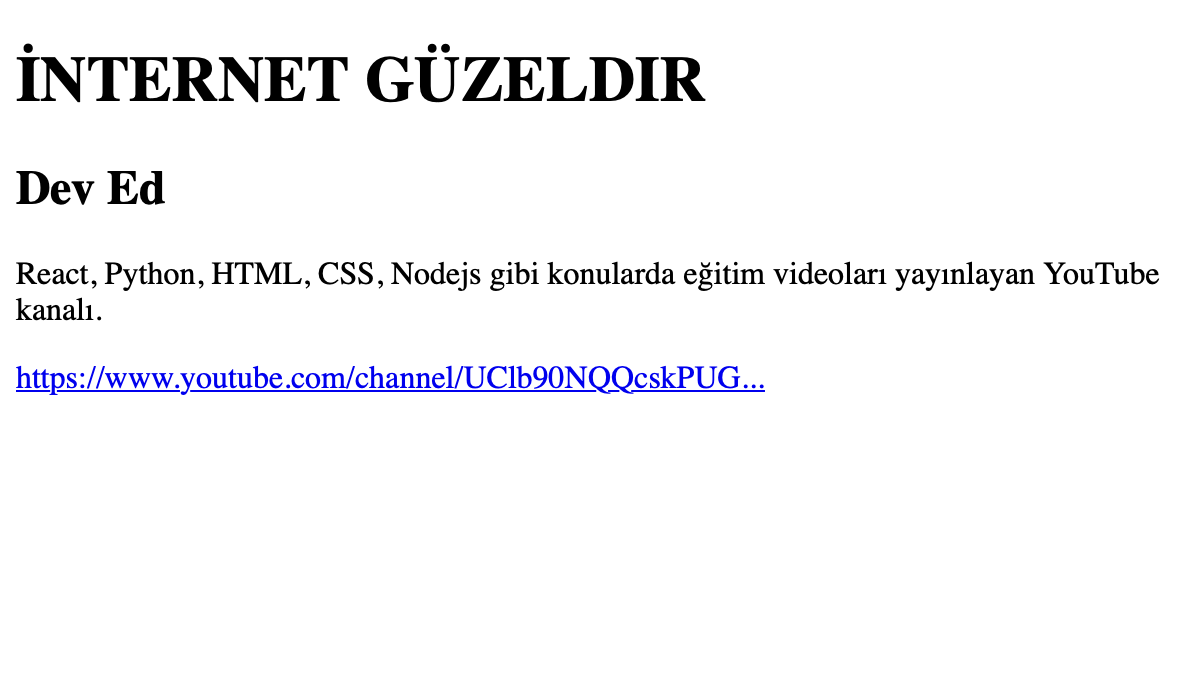 İNTERNET GÜZELDIR
Dev Ed
React, Python, HTML, CSS, Nodejs gibi konularda eğitim videoları yayınlayan YouTube
kanalı.
https://www.youtube.com/channel/UClb90NQQcskPUG...